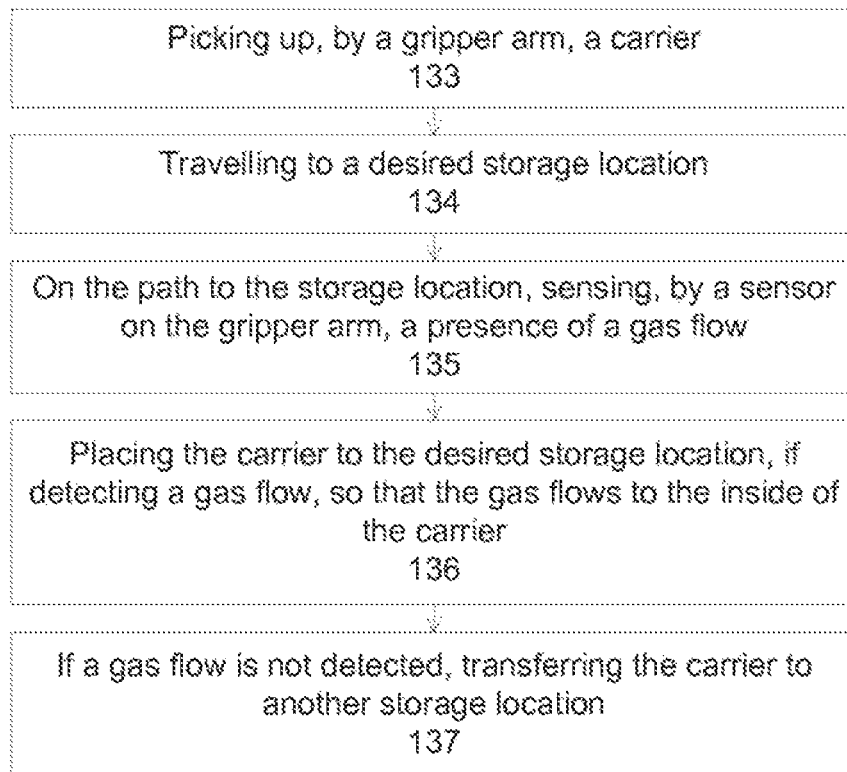 Picking up, by a gripper arm, a carrier
133
Travelling to a desired storage location
134
On the path to the storage location, sensing, by a sensor
on the gripper arm, a presence of a gas flow
135
Placing the carrier to the desired storage location, if
detecting a gas flow, so that the gas flows to the inside of
the carrier
136
If a gas flow is not detected, transferring the carrier to
another storage location
137